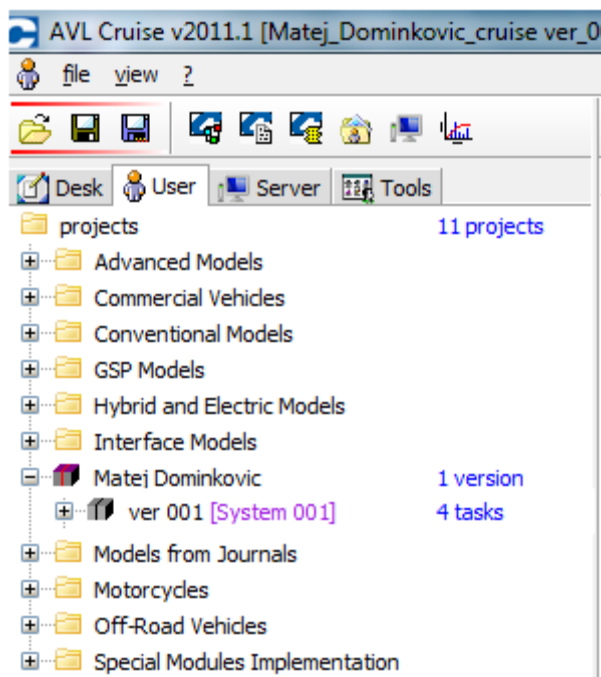 AVL Cruise v2011.1 [Matej_Dominkovic_cruise ver_0
file view ?
Desk User Server Tools
projects 11 projects
Advanced Models
Commercial Vehicles
Conventional Models
GSP Models
Hybrid and Electric Models
Interface Models
Matej Dominkovic 1 version
ver 001 [System 001] 4 tasks
Models from Journals
Motorcycles
Off-Road Vehicles
Special Modules Implementation